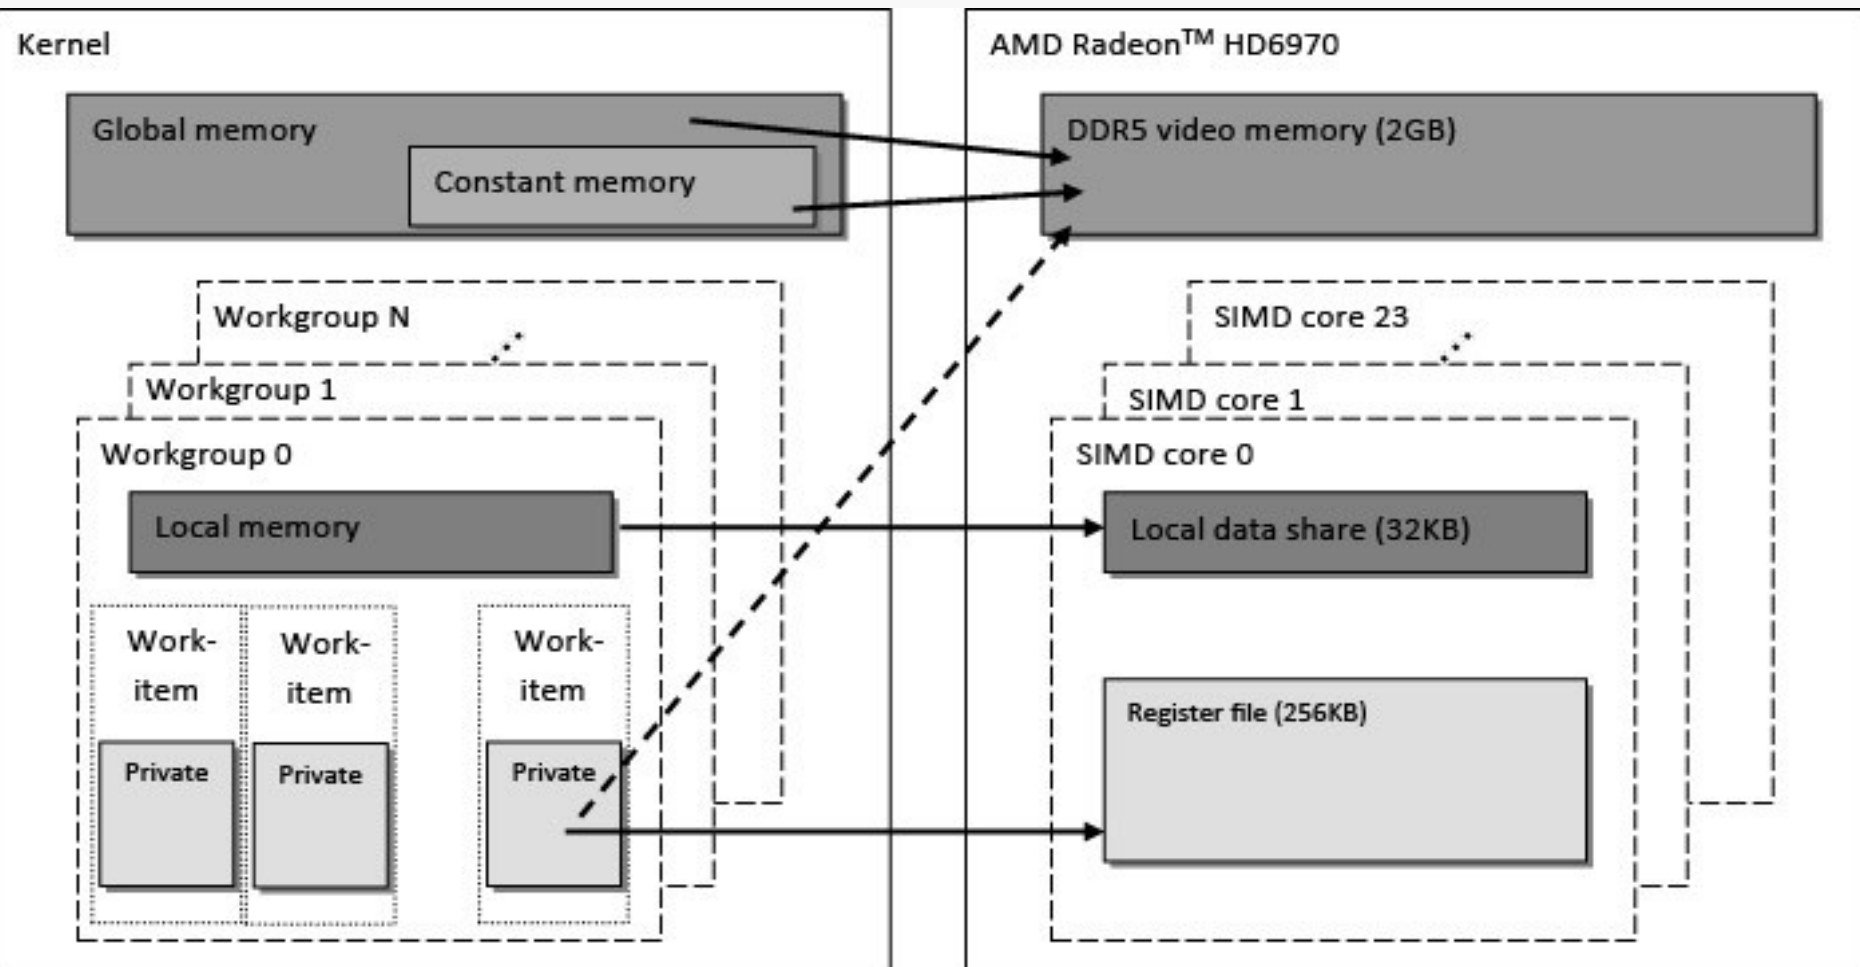 Kernel
Global memory
Constant memory
Workgroup N
Workgroup 1
Workgroup 0
Local memory
Work-
item
Private
Work-
item
Private
Work-
item
Private
AMD Radeon™ HD6970
DDR5 video memory (2GB)
SIMD core 23
SIMD core 1
SIMD core 0
Local data share (32KB)
Register file (256KB)